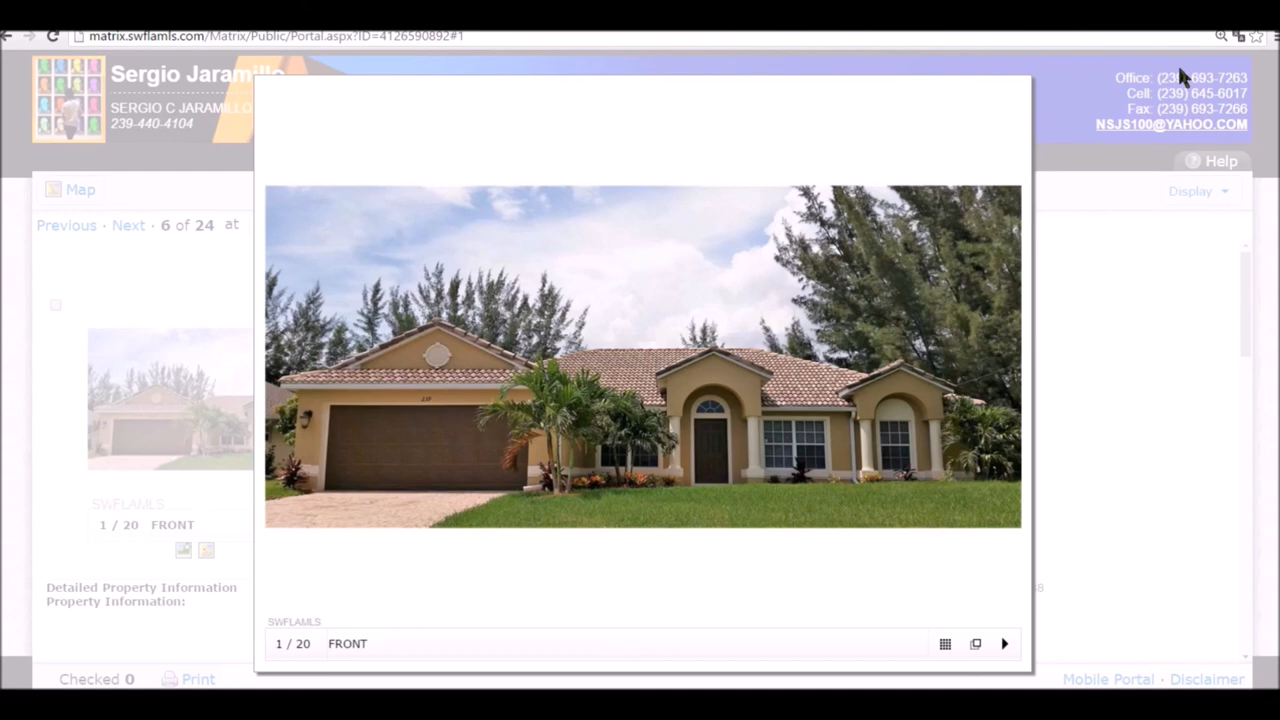 matrix.swflamls.com/Matrix/Public/Portal.aspx?ID=4126590892#1
Sergio Jaramillo
SERGIO C JARAMILLO
239-440-4104
Office: (239) 693-7263
Cell: (239) 645-6017
Fax: (239) 693-7266
NSJS100@YAHOO.COM
? Help
Map
Display
Previous · Next · 6 of 24 at
SWFLAMLS
1 / 20 FRONT
Detailed Property Information
Property Information:
SWFLAMLS
1 / 20 FRONT
Checked 0 Print
Mobile Portal · Disclaimer